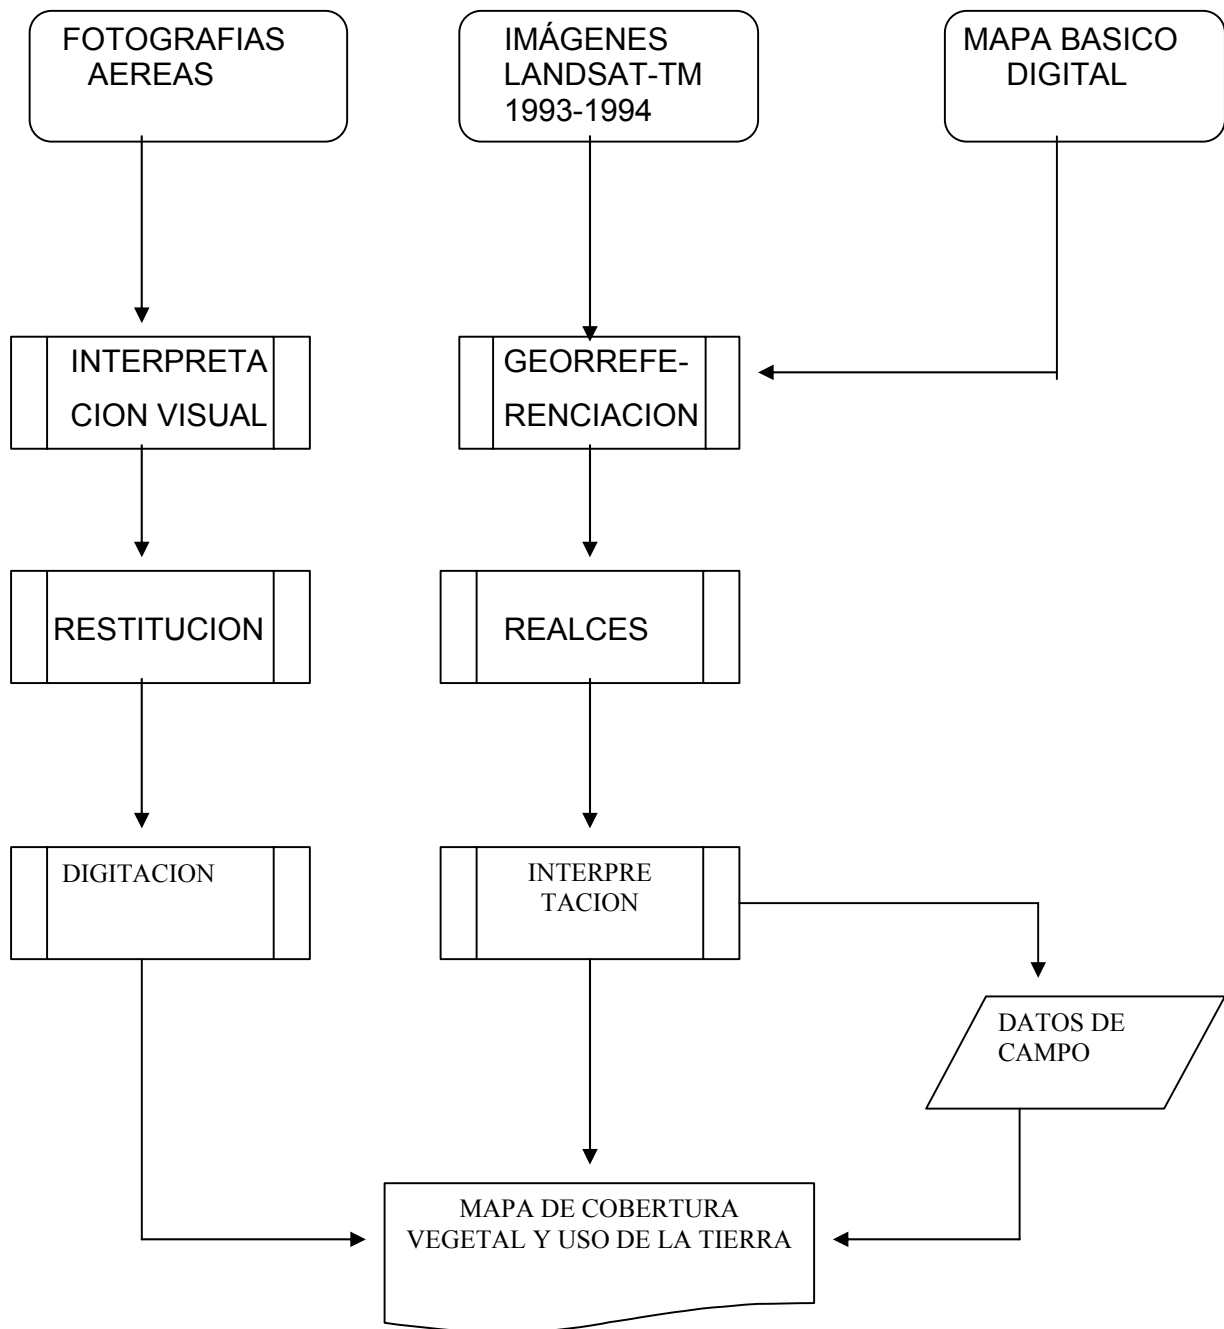 FOTOGRAFIAS
AEREAS
IMÁGENES
LANDSAT-TM
1993-1994
MAPA BASICO
DIGITAL
INTERPRETA
CION VISUAL
GEORREFE-
RENCIACION
RESTITUCION
REALCES
DIGITACION
INTERPRE
TACION
DATOS DE
CAMPO
MAPA DE COBERTURA
VEGETAL Y USO DE LA TIERRA